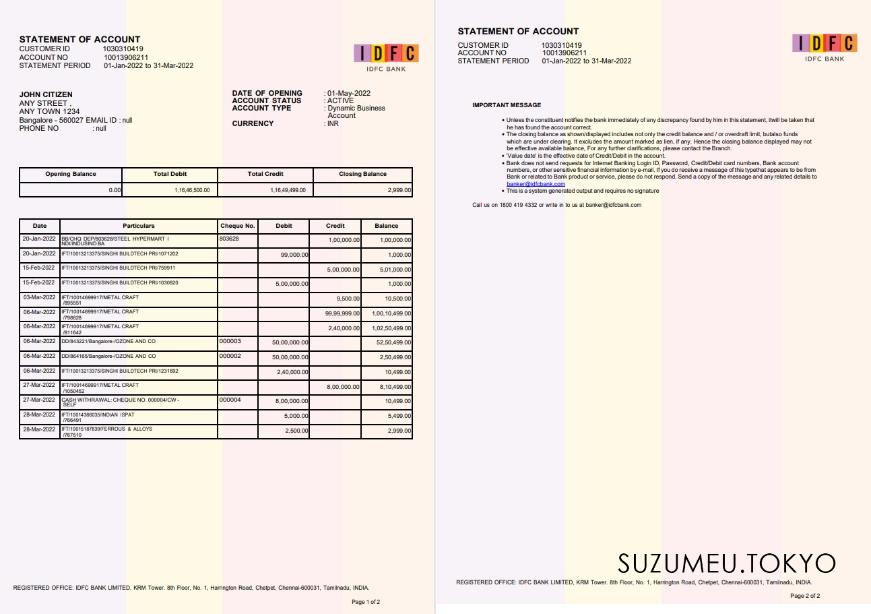 STATEMENT OF ACCOUNT
CUSTOMER ID 1030310419
ACCOUNT NO 10013906211
STATEMENT PERIOD 01-Jan-2022 to 31-Mar-2022
IDFC
IDFC BANK
JOHN CITIZEN
ANY STREET ,
ANY TOWN 1234
Bangalore - 560027 EMAIL ID : null
PHONE NO : null
DATE OF OPENING : 01-May-2022
ACCOUNT STATUS : ACTIVE
ACCOUNT TYPE : Dynamic Business
Account
CURRENCY : INR
Opening Balance Total Debit Total Credit Closing Balance
0.00 1,16,46,500.00 1,16,49,499.00 2,999.00
Date Particulars Cheque No. Debit Credit Balance
20-Jan-2022 BB/CHQ DEP/803628/STEEL HYPERMART I 803628 1,00,000.00 1,00,000.00
ND/INDUSIND BA
20-Jan-2022 IFT/10013213375/SINGHI BUILDTECH PRI/1071202 99,000.00 1,000.00
15-Feb-2022 IFT/10013213375/SINGHI BUILDTECH PRI/759911 5,00,000.00 5,01,000.00
15-Feb-2022 IFT/10013213375/SINGHI BUILDTECH PRI/1030820 5,00,000.00 1,000.00
03-Mar-2022 IFT/10014699917/METAL CRAFT 9,500.00 10,500.00
/895551
06-Mar-2022 IFT/10014699917/METAL CRAFT 99,99,999.00 1,00,10,499.00
06-Mar-2022 IFT/10014699917/METAL CRAFT 2,40,000.00 1,02,50,499.00
/811642
06-Mar-2022 DD/843221/Bangalore-/OZONE AND CO 000003 50,00,000.00 52,50,499.00
06-Mar-2022 DD/864165/Bangalore-/OZONE AND CO 000002 50,00,000.00 2,50,499.00
06-Mar-2022 IFT/10013213375/SINGHI BUILDTECH PRI/1231692 2,40,000.00 10,499.00
27-Mar-2022 IFT/10014699917/METAL CRAFT 8,00,000.00 8,10,499.00
/1050452
27-Mar-2022 CASH WITHDRAWAL: CHEQUE NO. 000004/CW - 000004 8,00,000.00 10,499.00
SELF
28-Mar-2022 IFT/10014386035/INDIAN ISPAT 5,000.00 5,499.00
/766491
28-Mar-2022 IFT/10015187839/FERROUS & ALLOYS 2,500.00 2,999.00
/767510
REGISTERED OFFICE: IDFC BANK LIMITED, KRM Tower. 8th Floor, No. 1, Harrington Road, Chetpet, Chennai-600031, Tamilnadu, INDIA.
Page 1 of 2
STATEMENT OF ACCOUNT
CUSTOMER ID 1030310419
ACCOUNT NO 10013906211
STATEMENT PERIOD 01-Jan-2022 to 31-Mar-2022
IDFC
IDFC BANK
IMPORTANT MESSAGE
• Unless the constituent notifies the bank immediately of any discrepancy found by him in this statement, itwill be taken that
he has found the account correct.
• The closing balance as shown/displayed includes not only the credit balance and / or overdraft limit, butalso funds
which are under clearing. It excludes the amount marked as lien, if any. Hence the closing balance displayed may not
be effective available balance, For any further clarifications, please contact the Branch.
• 'Value date' is the effective date of Credit/Debit in the account.
• Bank does not send requests for Internet Banking Login ID, Password, Credit/Debit card numbers, Bank account
numbers, or other sensitive financial information by e-mail. If you do receive a message of this typethat appears to be from
Bank or related to Bank product or service, please do not respond. Send a copy of the message and any related details to
banker@idfcbank.com
• This is a system generated output and requires no signature
Call us on 1800 419 4332 or write in to us at banker@idfcbank.com
SUZUMEU.TOKYO
REGISTERED OFFICE: IDFC BANK LIMITED, KRM Tower. 8th Floor, No. 1, Harrington Road, Chetpet, Chennai-600031, Tamilnadu, INDIA.
Page 2 of 2